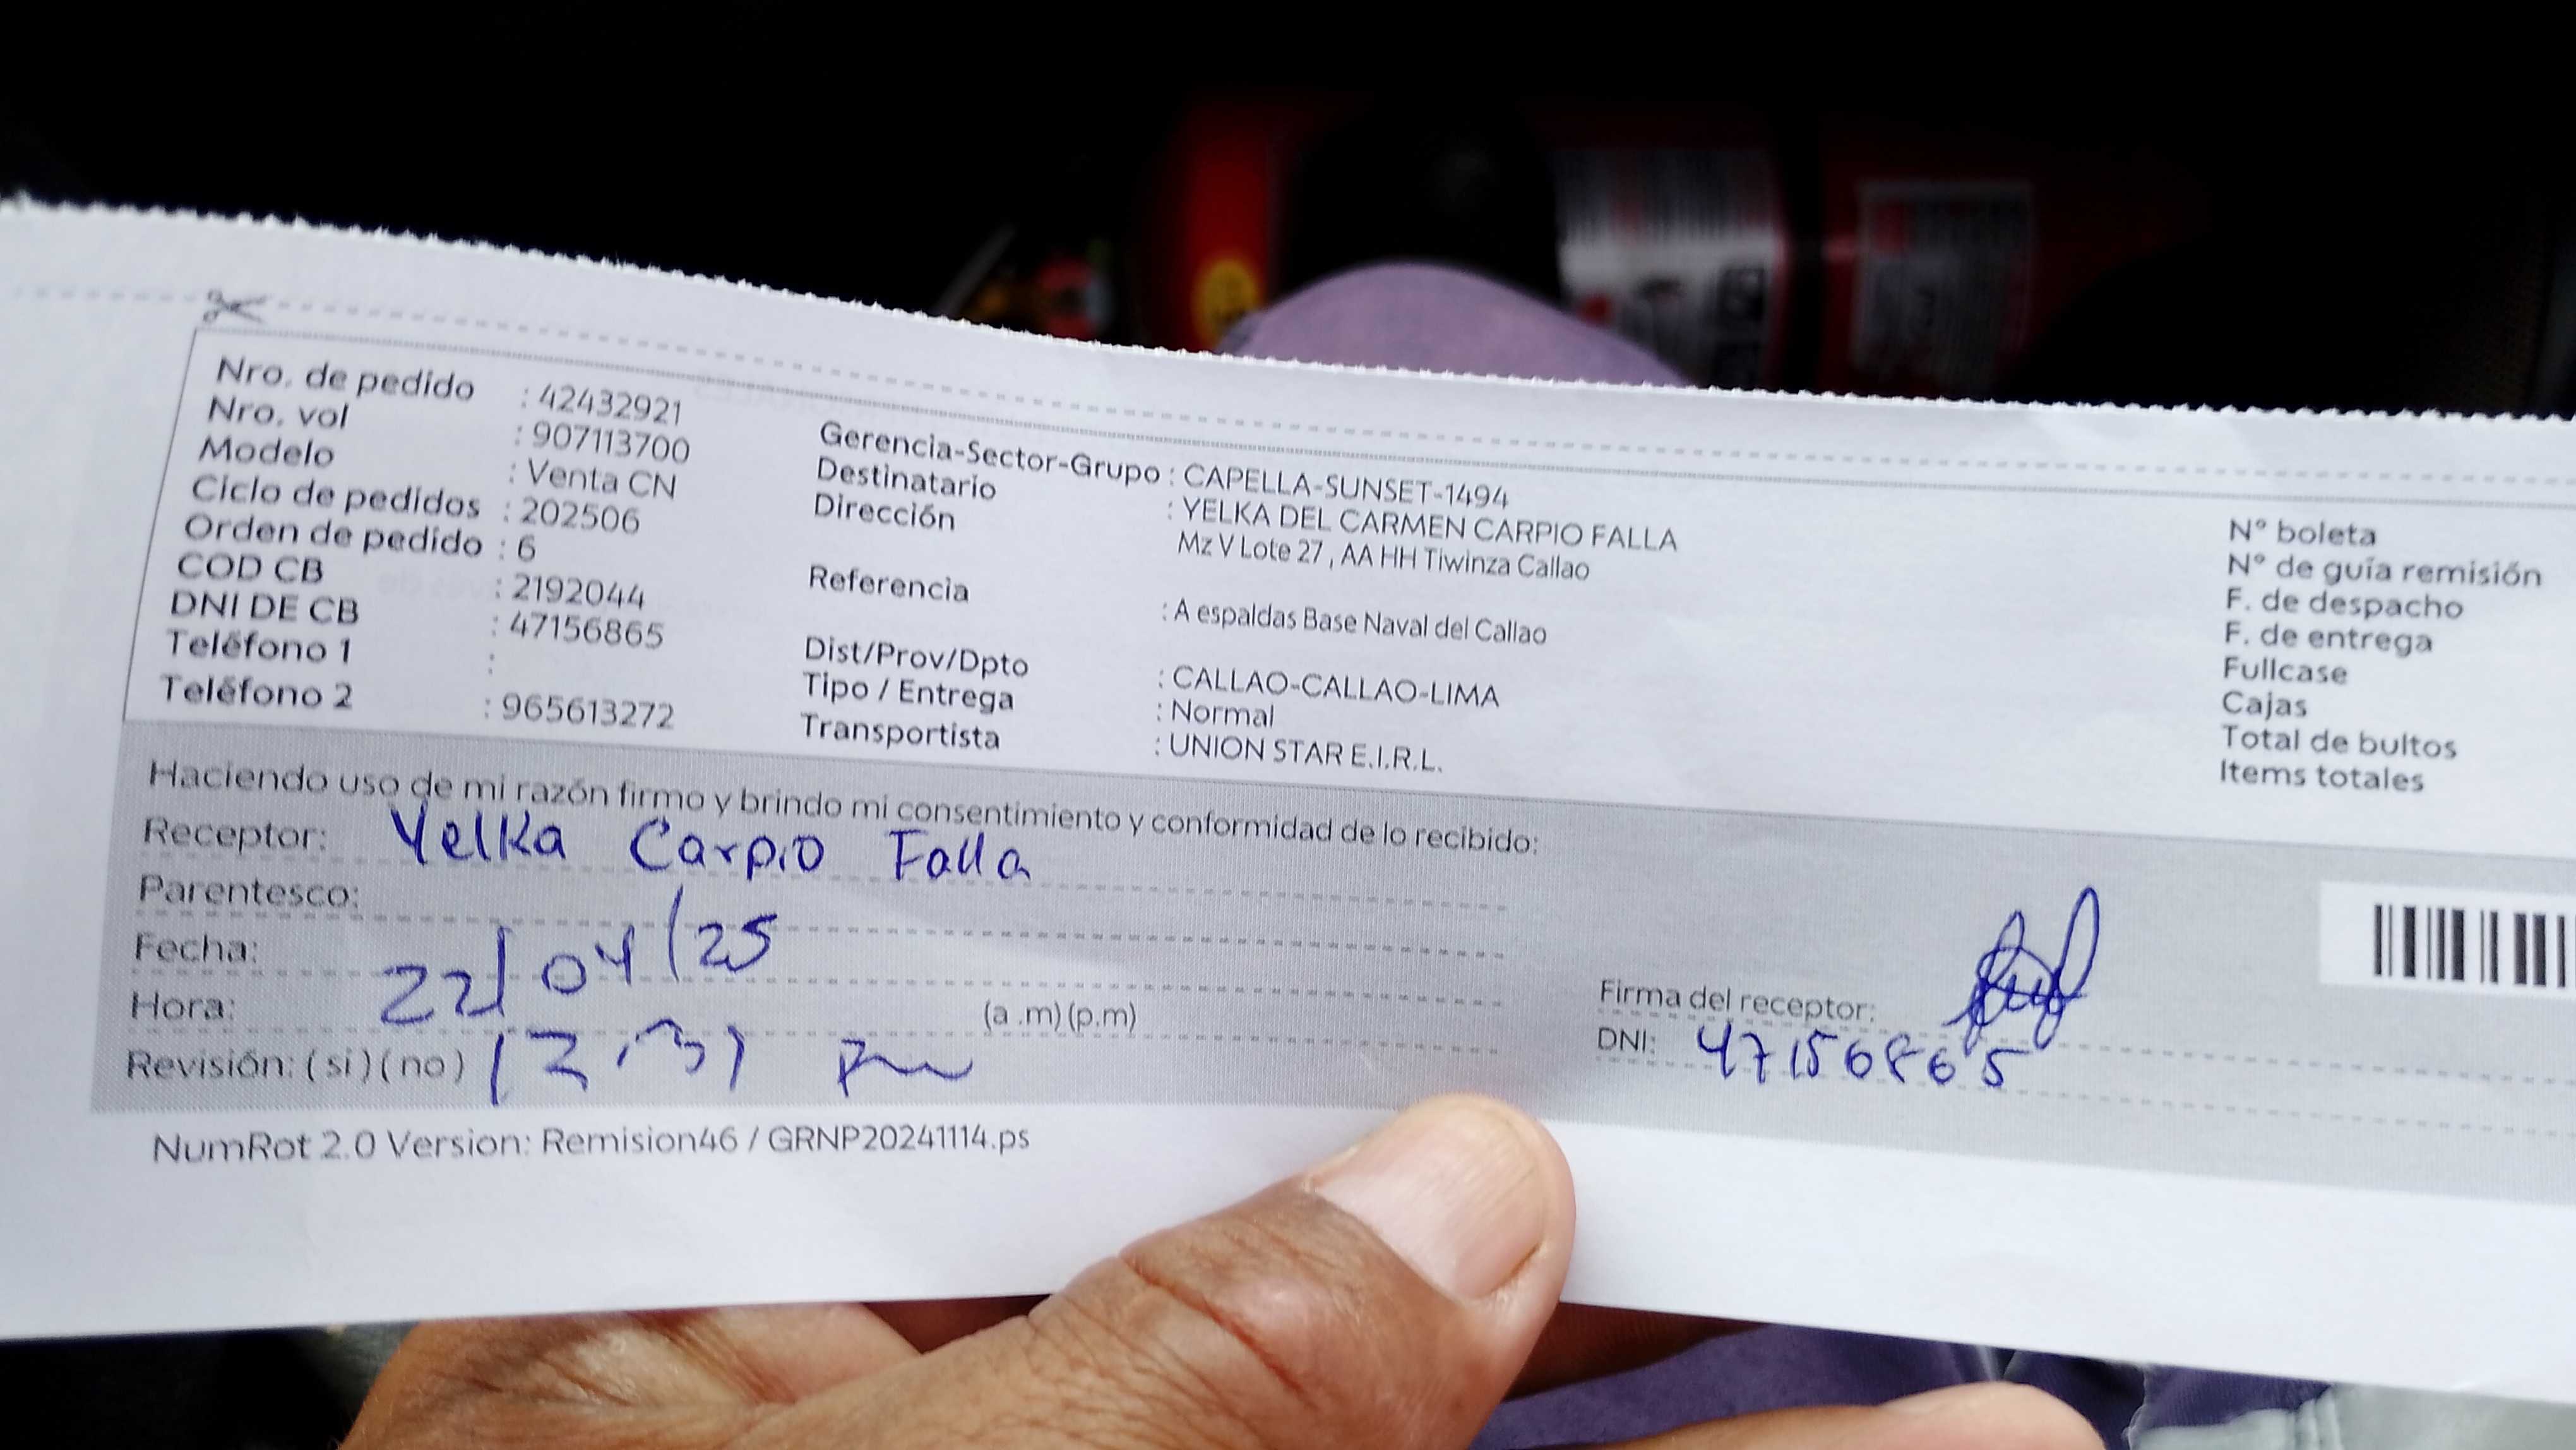 Nro. de pedido : 42432921
Nro. vol : 907113700
Modelo : Venta CN
Ciclo de pedidos : 202506
Orden de pedido : 6
COD CB : 2192044
DNI DE CB : 47156865
Teléfono 1 :
Teléfono 2 : 965613272
Gerencia-Sector-Grupo : CAPELLA-SUNSET-1494
Destinatario : YELKA DEL CARMEN CARPIO FALLA
Dirección Mz V Lote 27 , AA HH Tiwinza Callao
Referencia : A espaldas Base Naval del Callao
Dist/Prov/Dpto : CALLAO-CALLAO-LIMA
Tipo / Entrega : Normal
Transportista : UNION STAR E.I.R.L.
N° boleta
N° de guía remisión
F. de despacho
F. de entrega
Fullcase
Cajas
Total de bultos
Items totales
Haciendo uso de mi razón firmo y brindo mi consentimiento y conformidad de lo recibido:
Receptor: Yelka Carpio Falla
Parentesco:
Fecha: 22/04/25
Hora: (a .m) (p.m)
Revisión: ( si ) ( no ) 12:31 pm
Firma del receptor:
DNI: 47156865
NumRot 2.0 Version: Remision46 / GRNP20241114.ps